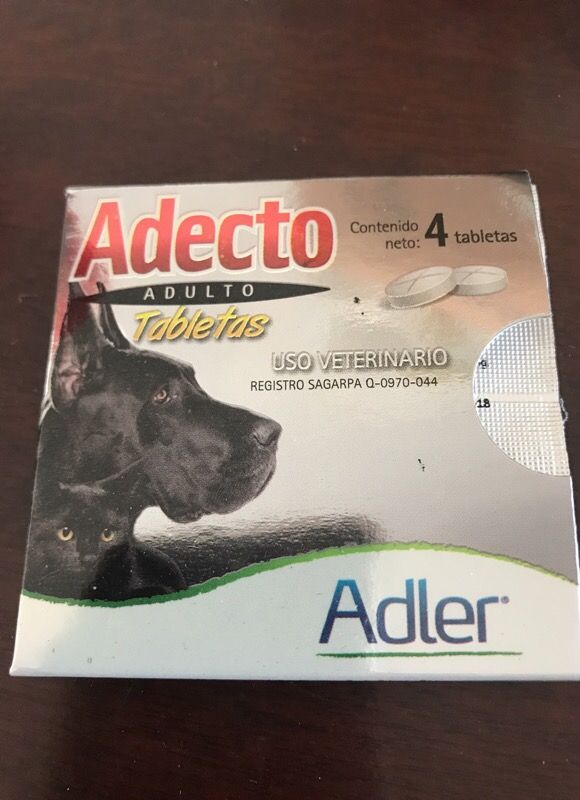 Adecto
ADULTO
Tabletas
Contenido
neto: 4 tabletas
USO VETERINARIO
REGISTRO SAGARPA Q-0970-044
18
Adler®